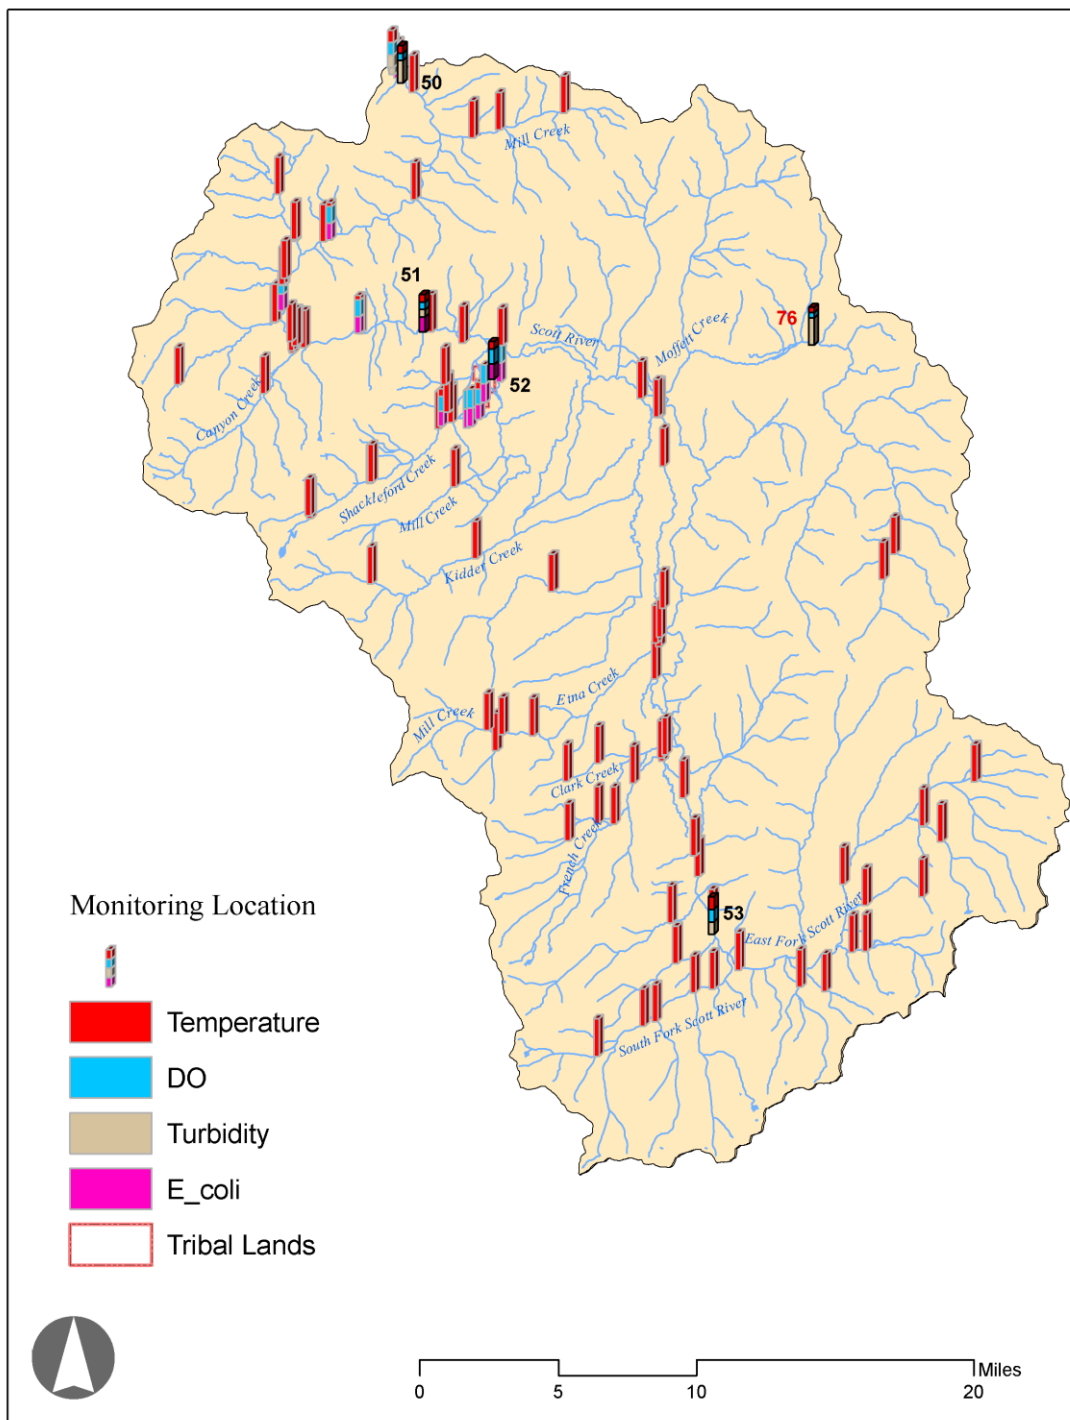 50
Mill Creek
51
76
Scott River
Moffett Creek
52
Canyon Creek
Shackleford Creek
Mill Creek
Kidder Creek
Etna Creek
Mill Creek
Clark Creek
French Creek
53
East Fork Scott River
South Fork Scott River
Monitoring Location
Temperature
DO
Turbidity
E_coli
Tribal Lands
Miles
0 5 10 20